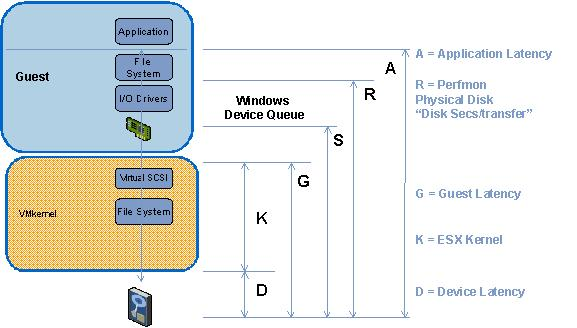 Application
File
System
I/O Drivers
Guest
Windows
Device Queue
Virtual SCSI
File System
VMkernel
A
R
S
G
K
D
A = Application Latency
R = Perfmon
Physical Disk
“Disk Secs/transfer”
G = Guest Latency
K = ESX Kernel
D = Device Latency